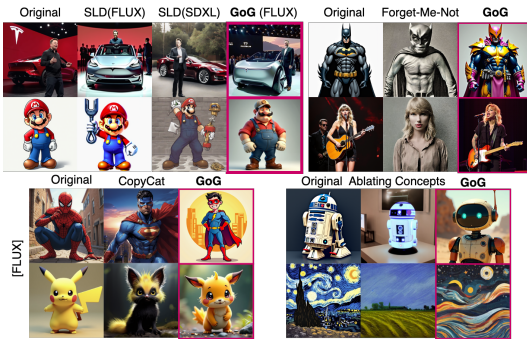 Original SLD(FLUX) SLD(SDXL) GoG (FLUX)
Original Forget-Me-Not GoG
Original CopyCat GoG
Original Ablating Concepts GoG
[FLUX]